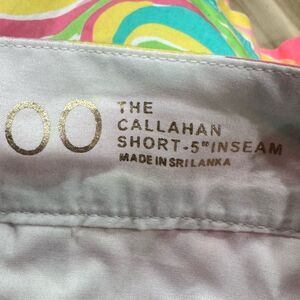 00
THE
CALLAHAN
SHORT-5"INSEAM
MADE IN SRI LANKA